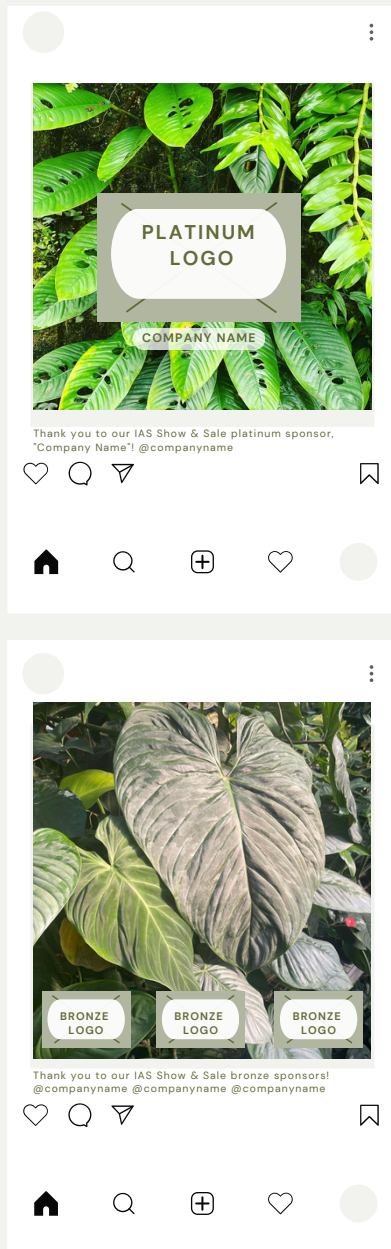 PLATINUM
LOGO
COMPANY NAME
Thank you to our IAS Show & Sale platinum sponsor,
"Company Name"! @companyname
BRONZE
LOGO
BRONZE
LOGO
BRONZE
LOGO
Thank you to our IAS Show & Sale bronze sponsors!
@companyname @companyname @companyname